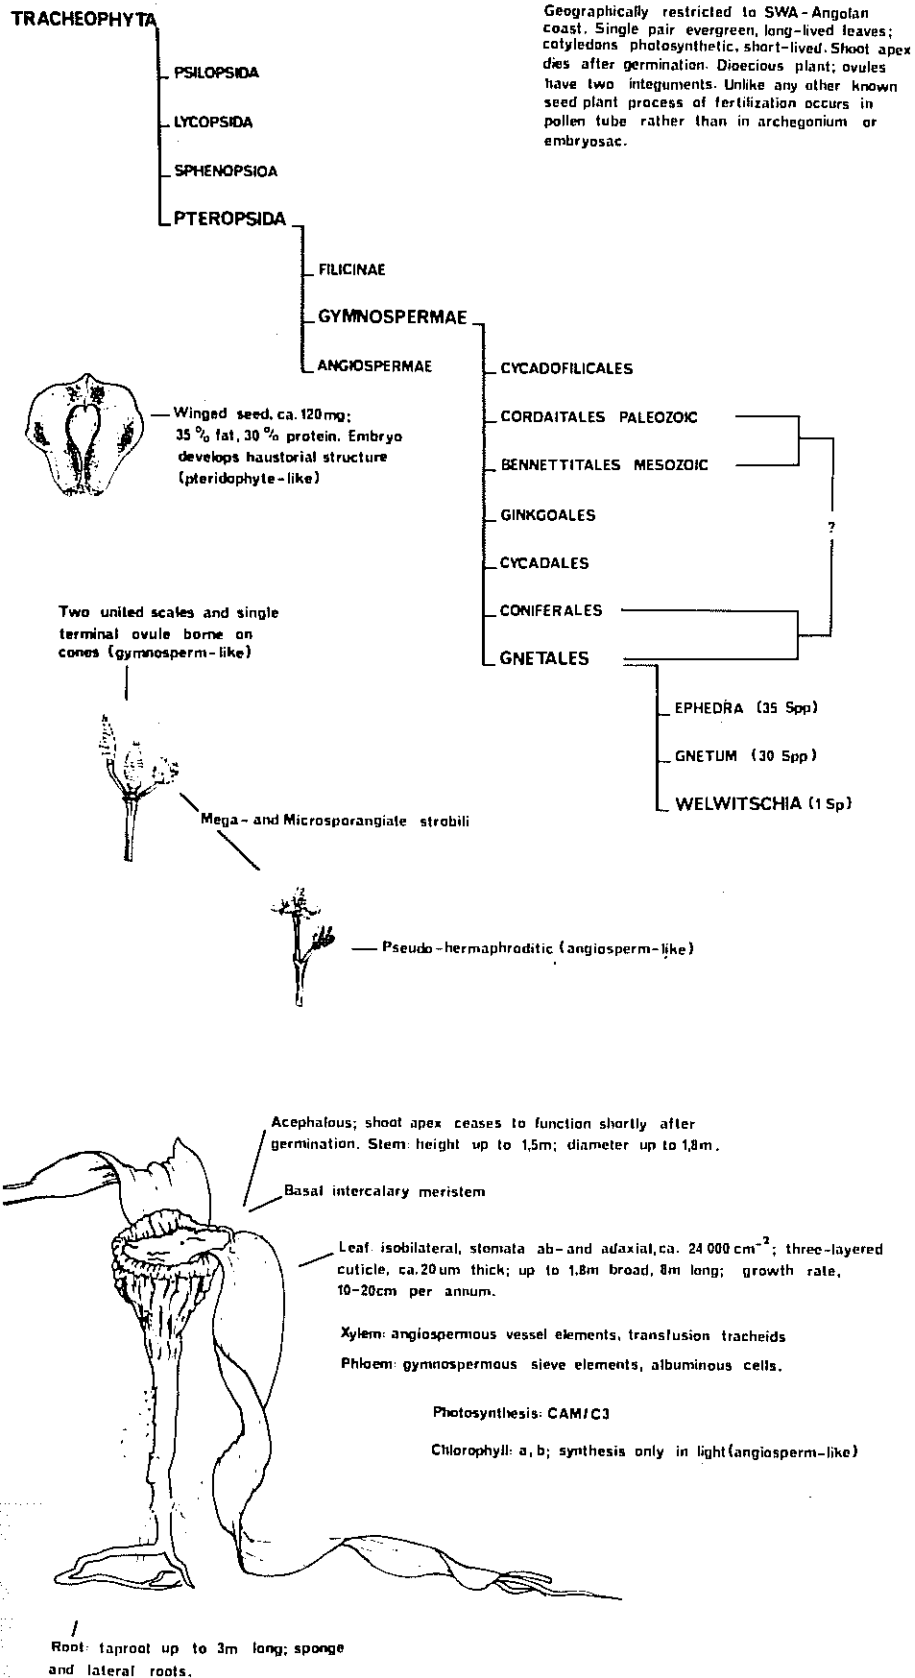 TRACHEOPHYTA
PSILOPSIDA
LYCOPSIDA
SPHENOPSIOA
PTEROPSIDA
Geographically restricted to SWA-Angolan
coast. Single pair evergreen, long-lived leaves;
cotyledons photosynthetic, short-lived. Shoot apex
dies after germination. Dioecious plant; ovules
have two integuments. Unlike any other known
seed plant process of fertilization occurs in
pollen tube rather than in archegonium or
embryosac.
FILICINAE
GYMNOSPERMAE
ANGIOSPERMAE
CYCADOFILICALES
CORDAITALES PALEOZOIC
BENNETTITALES MESOZOIC
GINKGOALES
CYCADALES
CONIFERALES
GNETALES
?
EPHEDRA (35 Spp)
GNETUM (30 Spp)
WELWITSCHIA (1 Sp)
Winged seed, ca. 120mg;
35 % fat, 30 % protein. Embryo
develops haustorial structure
(pteridophyte-like)
Two united scales and single
terminal ovule borne on
cones (gymnosperm-like)
Mega- and Microsporangiate strobili
Pseudo-hermaphroditic (angiosperm-like)
Acephalous; shoot apex ceases to function shortly after
germination. Stem: height up to 1,5m; diameter up to 1,8m.
Basal intercalary meristem
Leaf: isobilateral, stomata ab- and adaxial, ca. 24 000 cm⁻²; three-layered
cuticle, ca. 20um thick; up to 1,8m broad, 8m long; growth rate,
10-20cm per annum.
Xylem: angiospermous vessel elements, transfusion tracheids
Phloem: gymnospermous sieve elements, albuminous cells.
Photosynthesis: CAM/C3
Chlorophyll: a, b; synthesis only in light (angiosperm-like)
Root: taproot up to 3m long; sponge
and lateral roots.